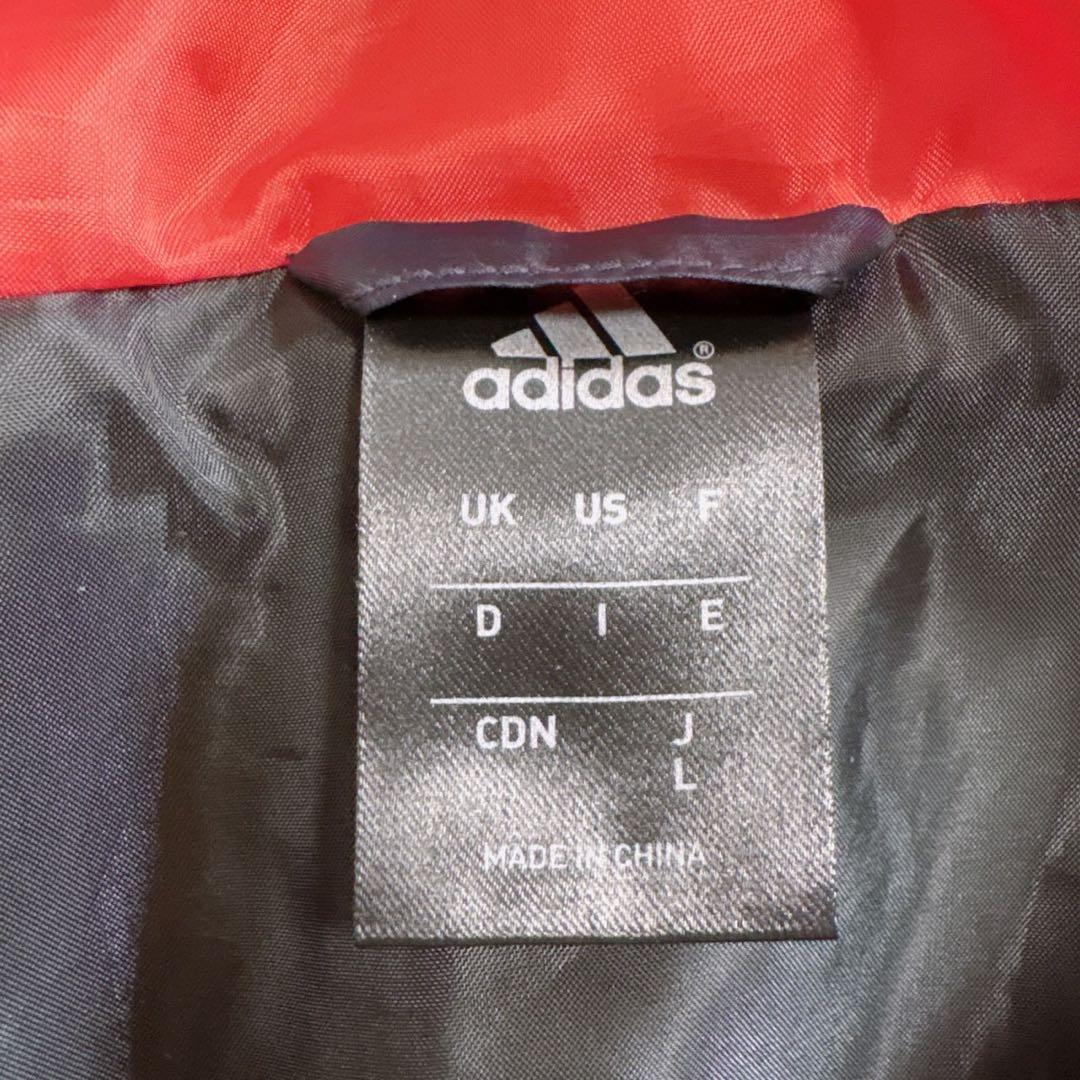 adidas®
UK US F
D I E
CDN J
L
MADE IN CHINA